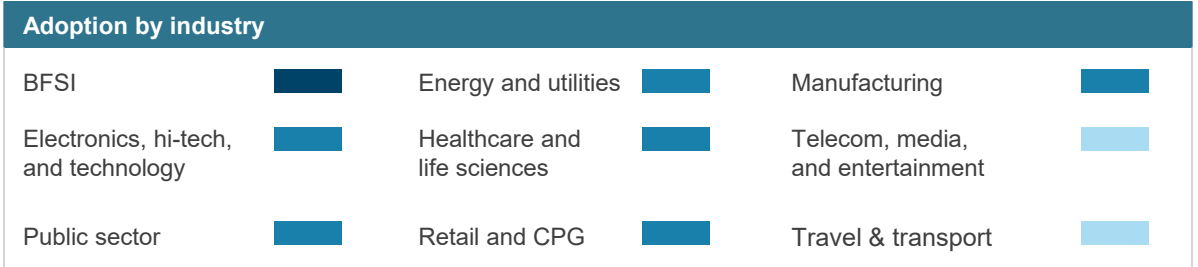 Adoption by industry
BFSI
Energy and utilities
Manufacturing
Electronics, hi-tech,
and technology
Healthcare and
life sciences
Telecom, media,
and entertainment
Public sector
Retail and CPG
Travel & transport